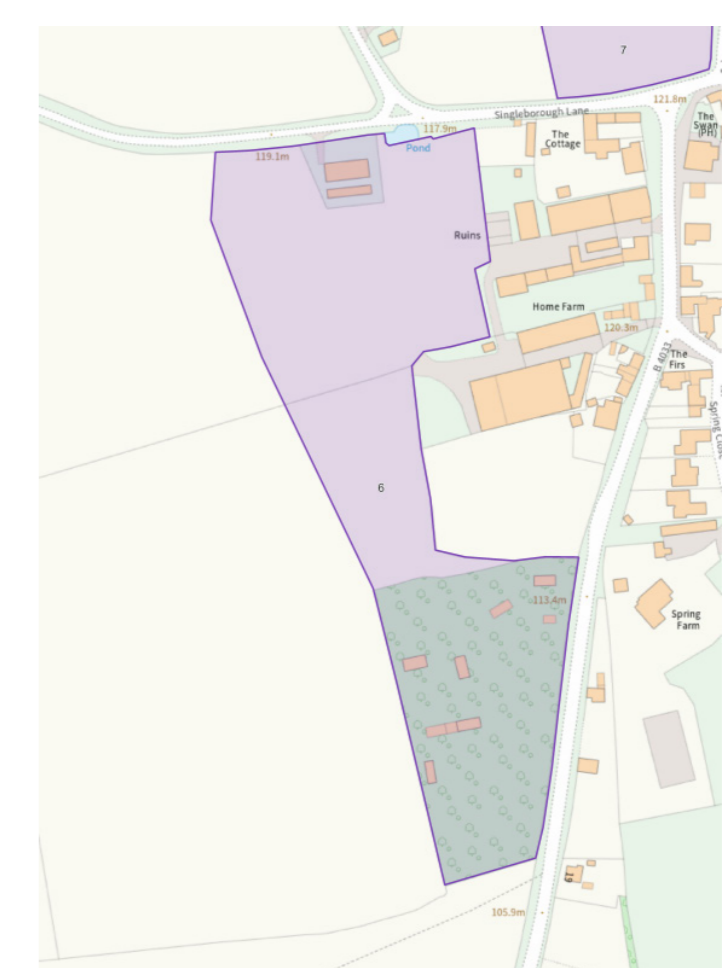 7
121.8m
Singleborough Lane
The
Swan
(PH)
117.9m
The
Cottage
Pond
119.1m
Ruins
Home Farm
120.3m
B 4033
The
Firs
6
113.4m
Spring
Farm
19
105.9m